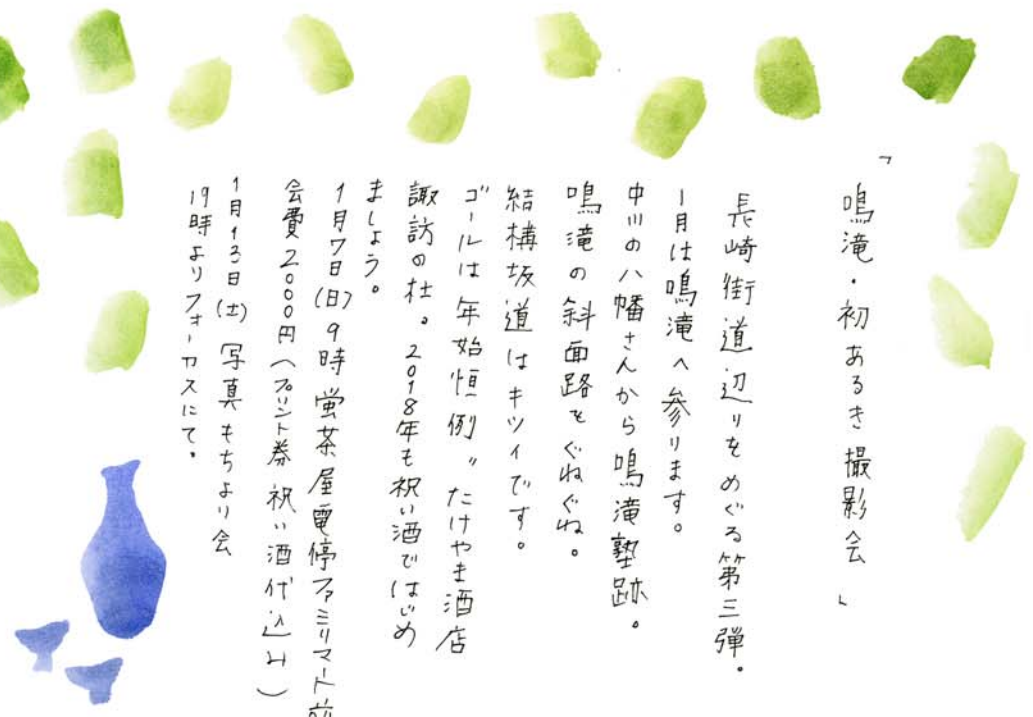 「鳴滝・初あるき撮影会」
長崎街道辺りをめぐる第三弾。
1月は鳴滝へ参ります。
中川の八幡さんから鳴滝塾跡。
鳴滝の斜面路をぐねぐね。
結構坂道はキツイです。
ゴールは年始恒例〃たけやま酒店
諏訪の杜。2018年も祝い酒ではじめ
ましょう。
1月7日(日)9時蛍茶屋電停ファミリマート前
会費2000円(プリント券 祝い酒代込み)
1月13日(土)写真もちより会
19時よりフォーカスにて。